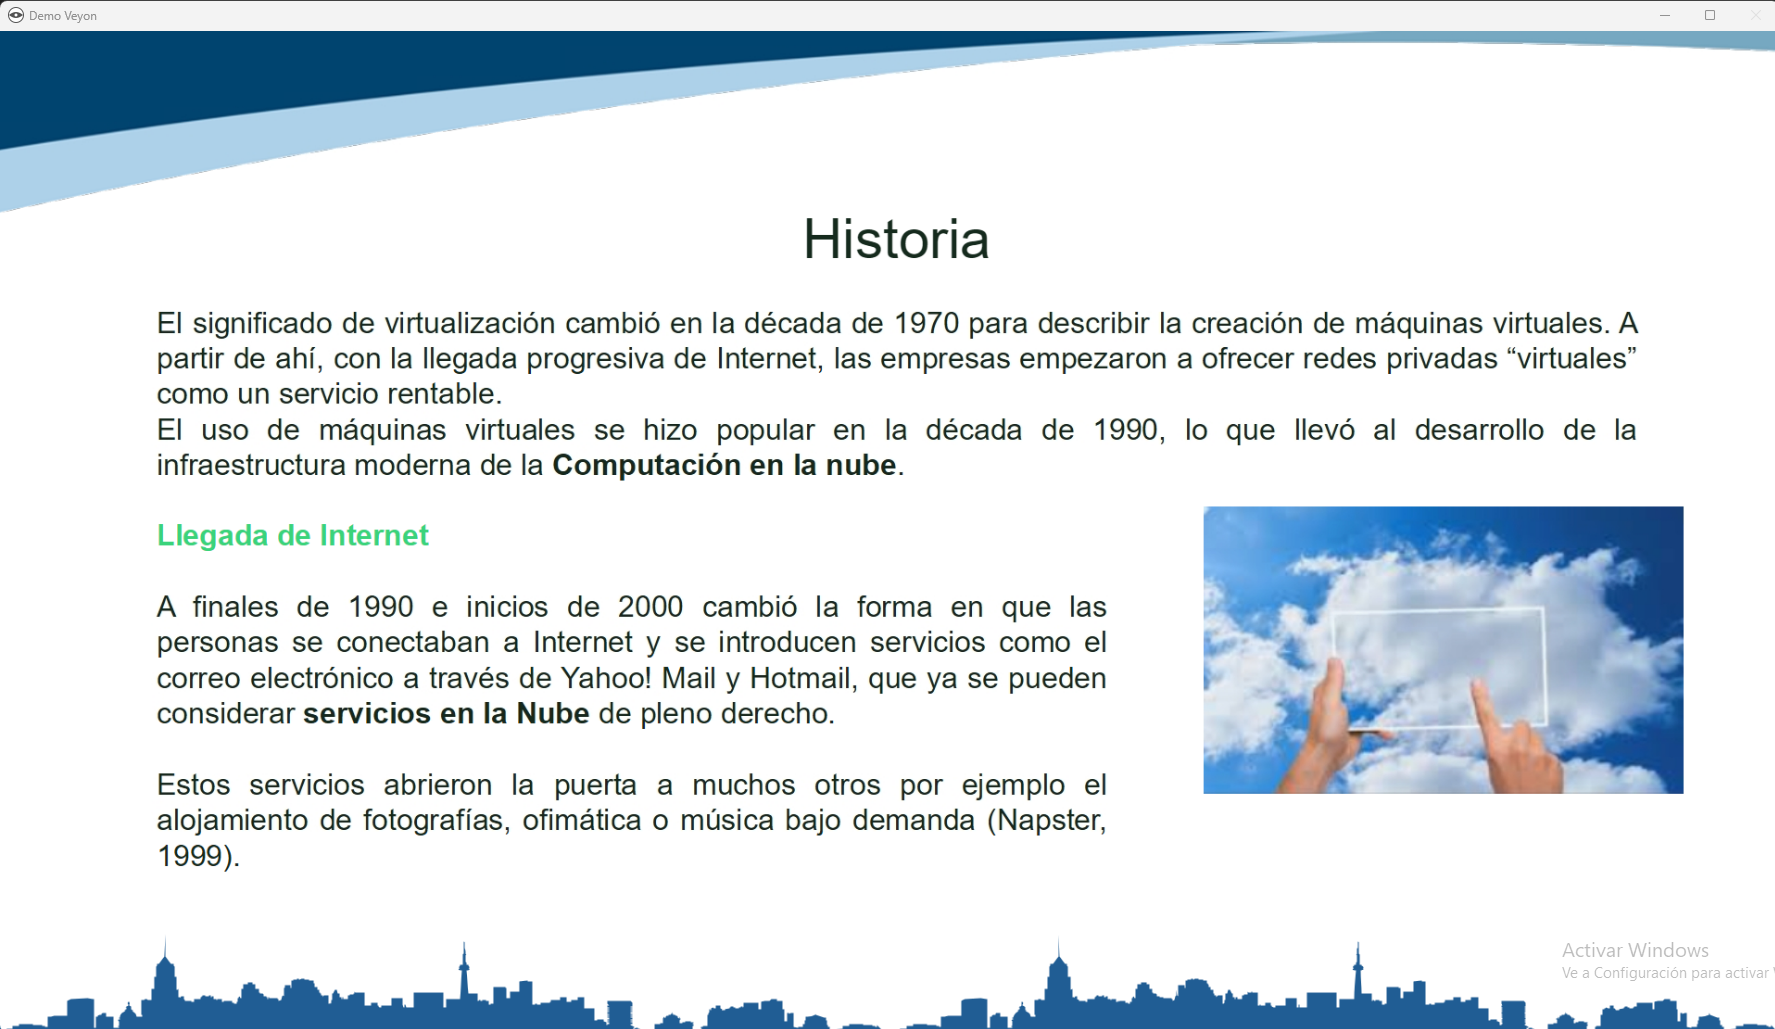 Demo Veyon
Historia
El significado de virtualización cambió en la década de 1970 para describir la creación de máquinas virtuales. A
partir de ahí, con la llegada progresiva de Internet, las empresas empezaron a ofrecer redes privadas “virtuales”
como un servicio rentable.
El uso de máquinas virtuales se hizo popular en la década de 1990, lo que llevó al desarrollo de la
infraestructura moderna de la Computación en la nube.
Llegada de Internet
A finales de 1990 e inicios de 2000 cambió la forma en que las
personas se conectaban a Internet y se introducen servicios como el
correo electrónico a través de Yahoo! Mail y Hotmail, que ya se pueden
considerar servicios en la Nube de pleno derecho.
Estos servicios abrieron la puerta a muchos otros por ejemplo el
alojamiento de fotografías, ofimática o música bajo demanda (Napster,
1999).
Activar Windows
Ve a Configuración para activar